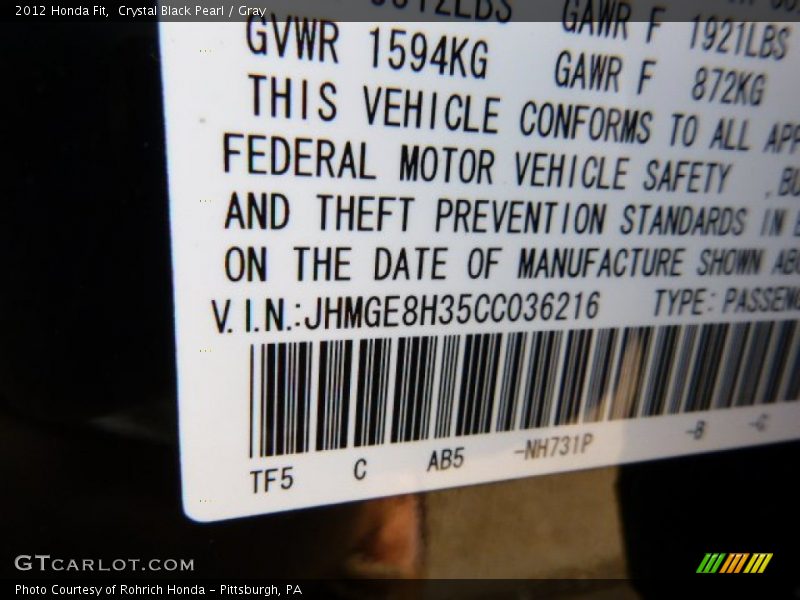 2012 Honda Fit,  Crystal Black Pearl / Gray
GVWR 1594KG GAWR F 1921LBS
GAWR F 872KG
THIS VEHICLE CONFORMS TO ALL
FEDERAL MOTOR VEHICLE SAFETY ,
AND THEFT PREVENTION STANDARDS IN
ON THE DATE OF MANUFACTURE SHOWN
V.I.N.:JHMGE8H35CC036216 TYPE:
TF5 C AB5 -NH731P -B -C
GTCARLOT.COM
Photo Courtesy of Rohrich Honda - Pittsburgh, PA